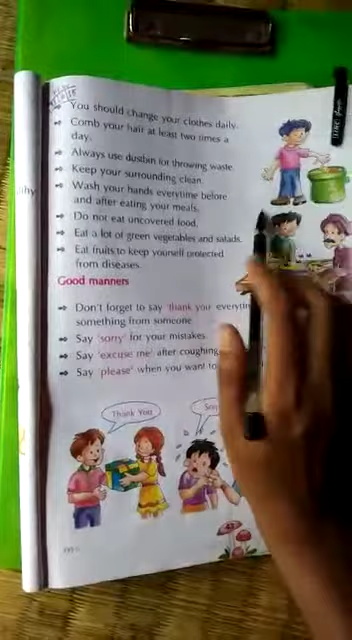 You should change your clothes daily.
Comb your hair at least two times a
day.
Always use dustbin for throwing waste.
Keep your surrounding clean.
Wash your hands everytime before
and after eating your meals.
Do not eat uncovered food.
Eat a lot of green vegetables and salads.
Eat fruits to keep yourself protected
from diseases.
Good manners
Don't forget to say 'thank you everytin
something from someone
Say 'sorry' for your mistakes.
Say 'excuse me' after coughing
Say 'please' when you want to
Thank You